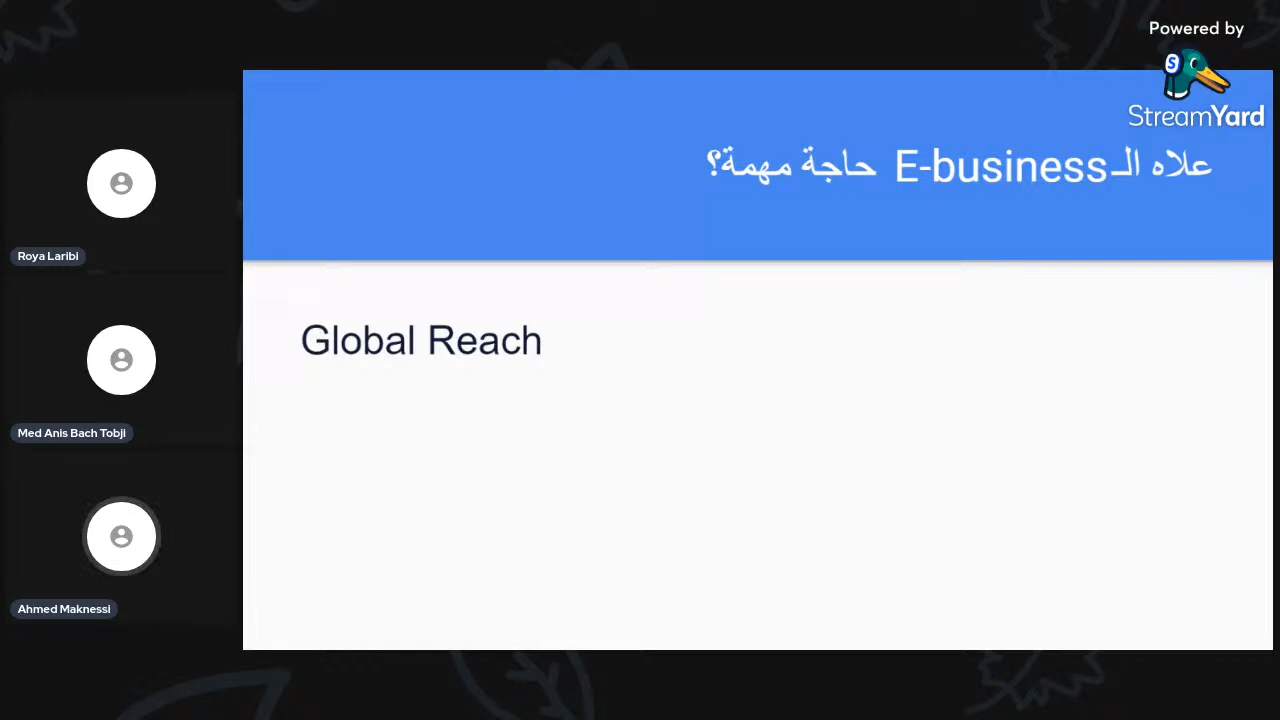 Powered by
StreamYard
علاه الـE-business حاجة مهمة؟
Global Reach
Roya Laribi
Med Anis Bach Tobji
Ahmed Maknessi